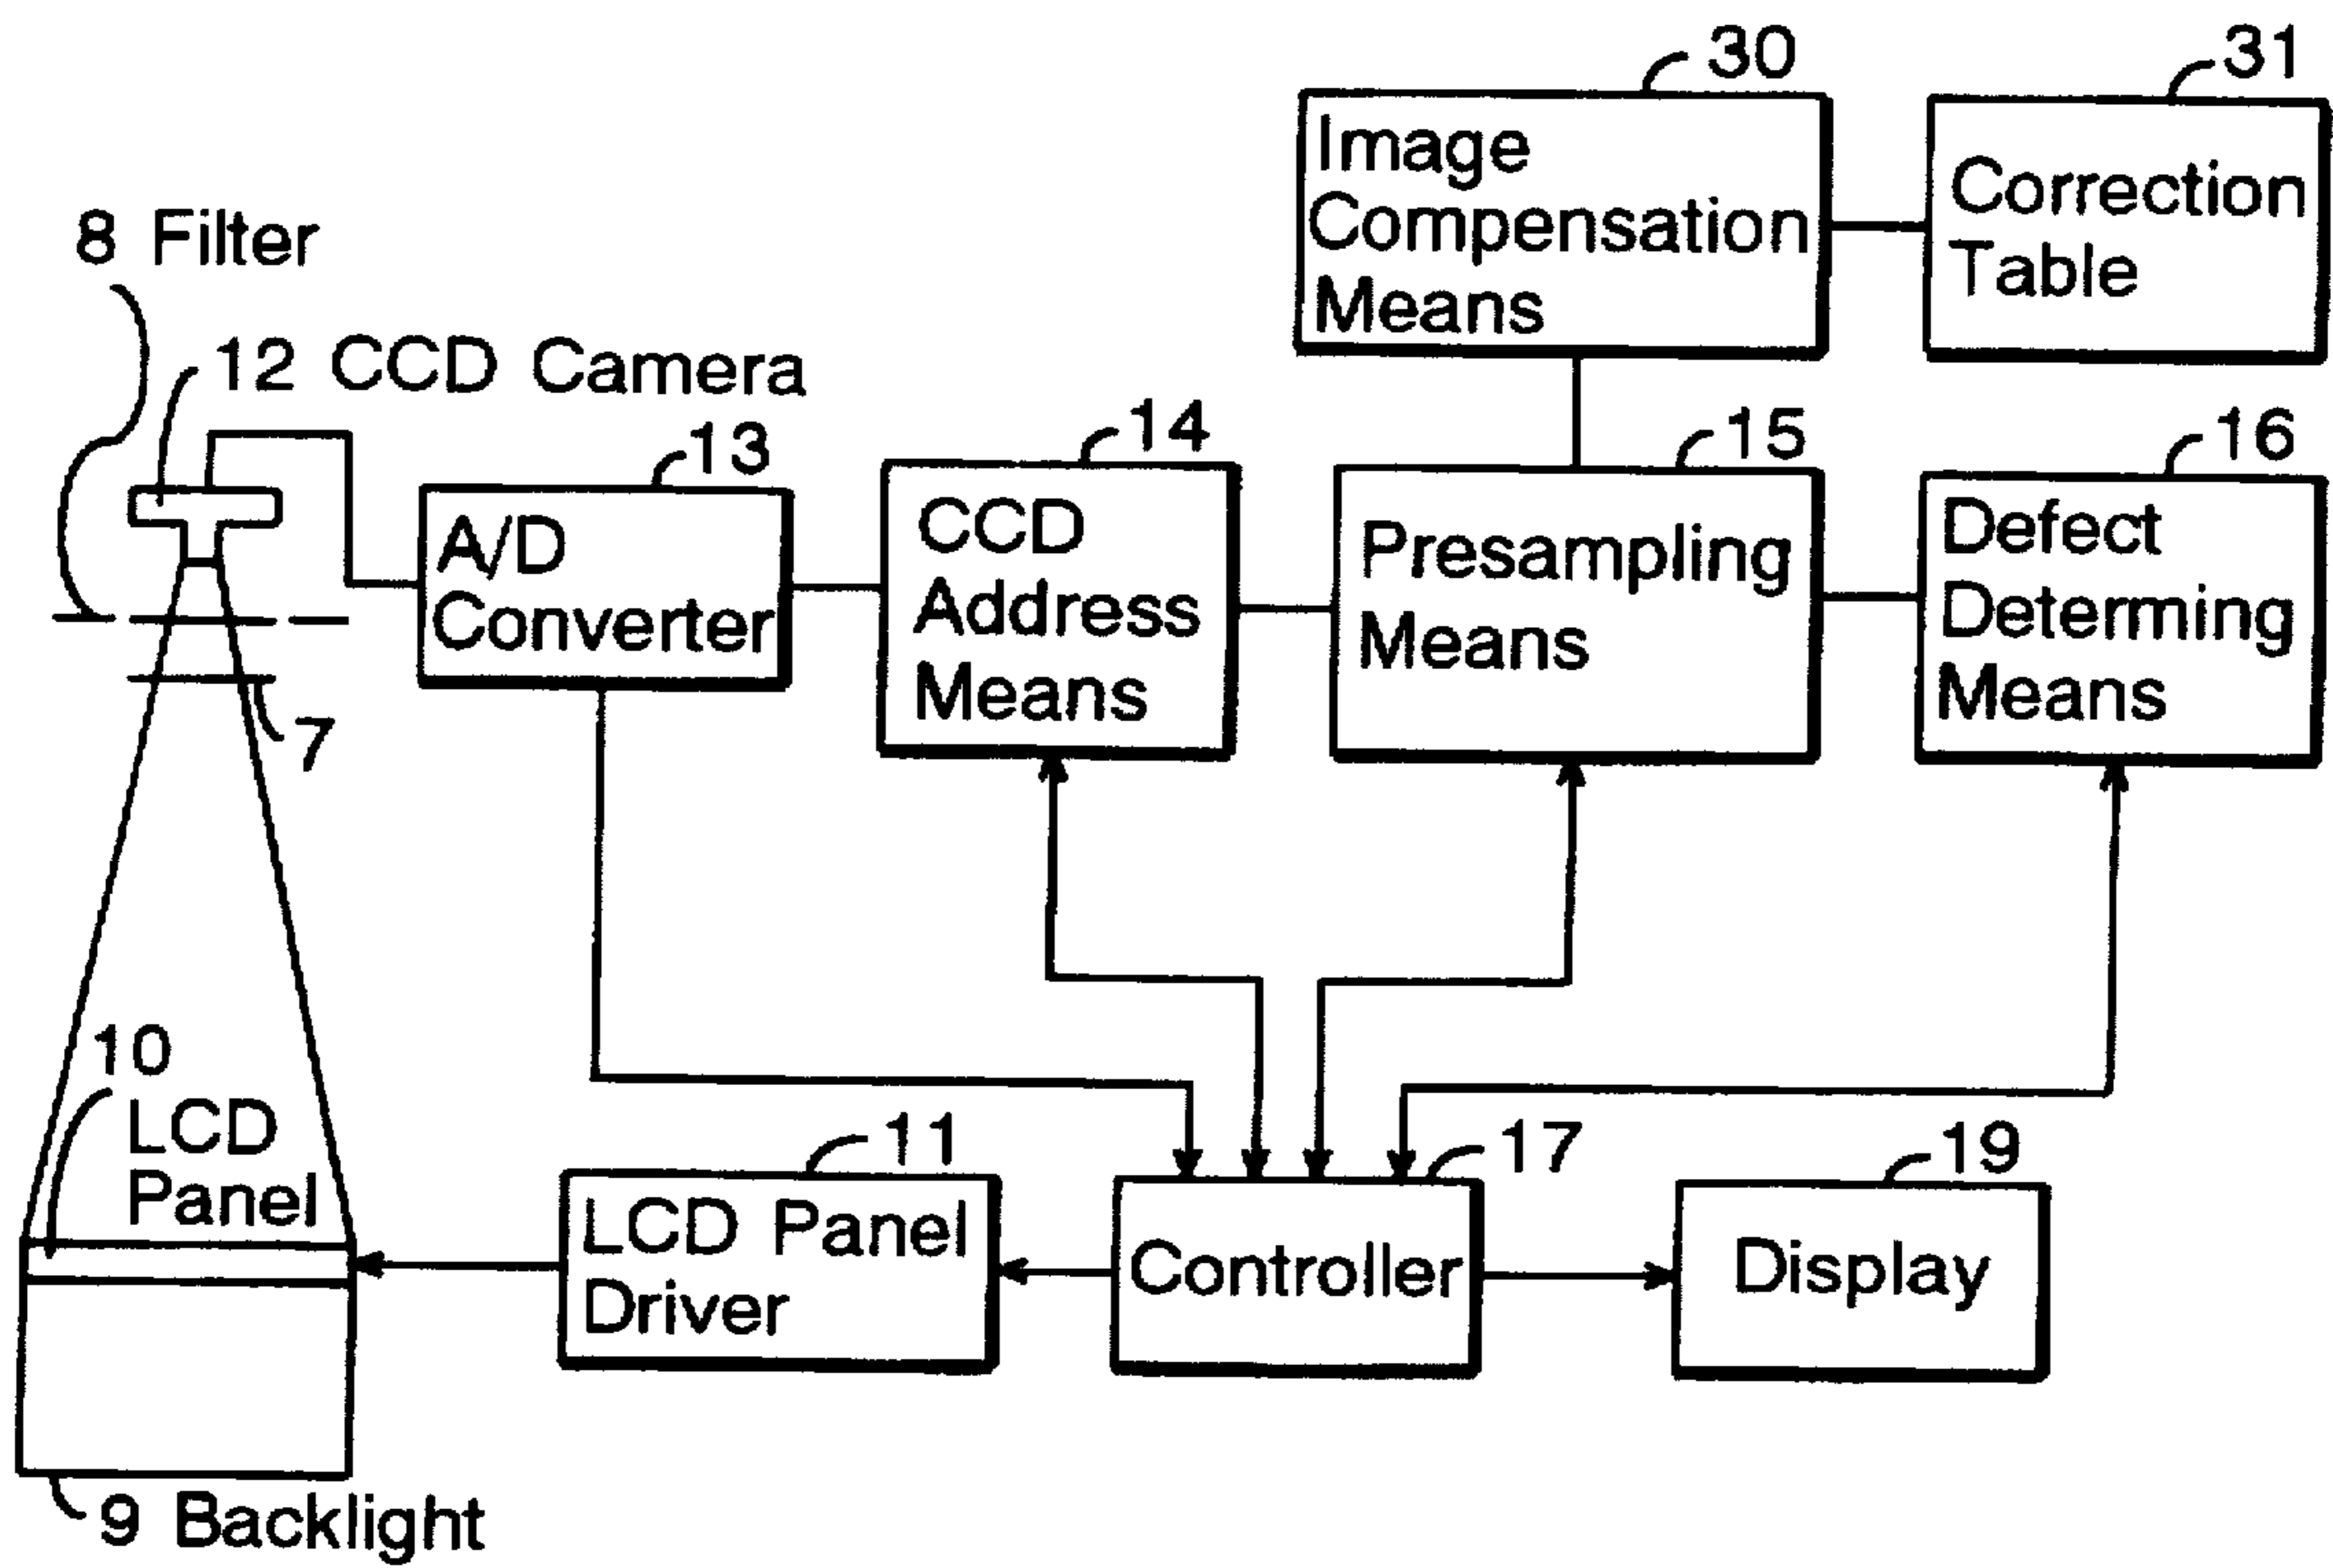 30
31
Image
Compensation
Means
Correction
Table
8 Filter
12 CCD Camera
13
14
15
16
A/D
Converter
CCD
Address
Means
Presampling
Means
Defect
Determing
Means
7
10
LCD
Panel
11
17
19
LCD Panel
Driver
Controller
Display
9 Backlight